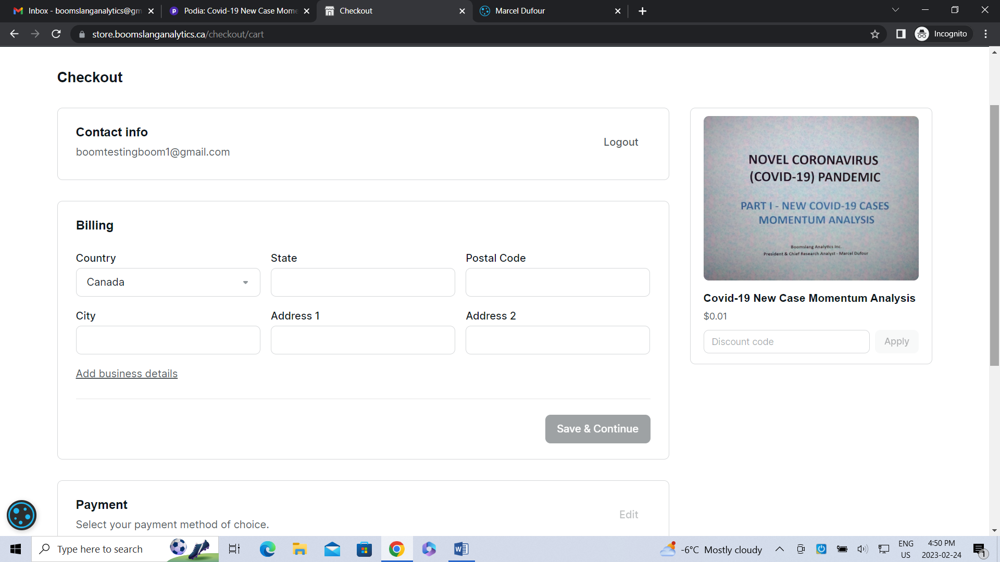 Inbox - boomslanganalytics@gm
Podia: Covid-19 New Case Mome
Checkout
Marcel Dufour
store.boomslanganalytics.ca/checkout/cart
Incognito
Checkout
Contact info
boomtestingboom1@gmail.com
Logout
Billing
Country
State
Postal Code
Canada
City
Address 1
Address 2
Add business details
Save & Continue
Payment
Select your payment method of choice.
Edit
NOVEL CORONAVIRUS
(COVID-19) PANDEMIC
PART I - NEW COVID-19 CASES
MOMENTUM ANALYSIS
Boomslang Analytics Inc.
President & Chief Research Analyst - Marcel Dufour
Covid-19 New Case Momentum Analysis
$0.01
Discount code
Apply
Type here to search
-6°C Mostly cloudy
ENG
US
4:50 PM
2023-02-24
1